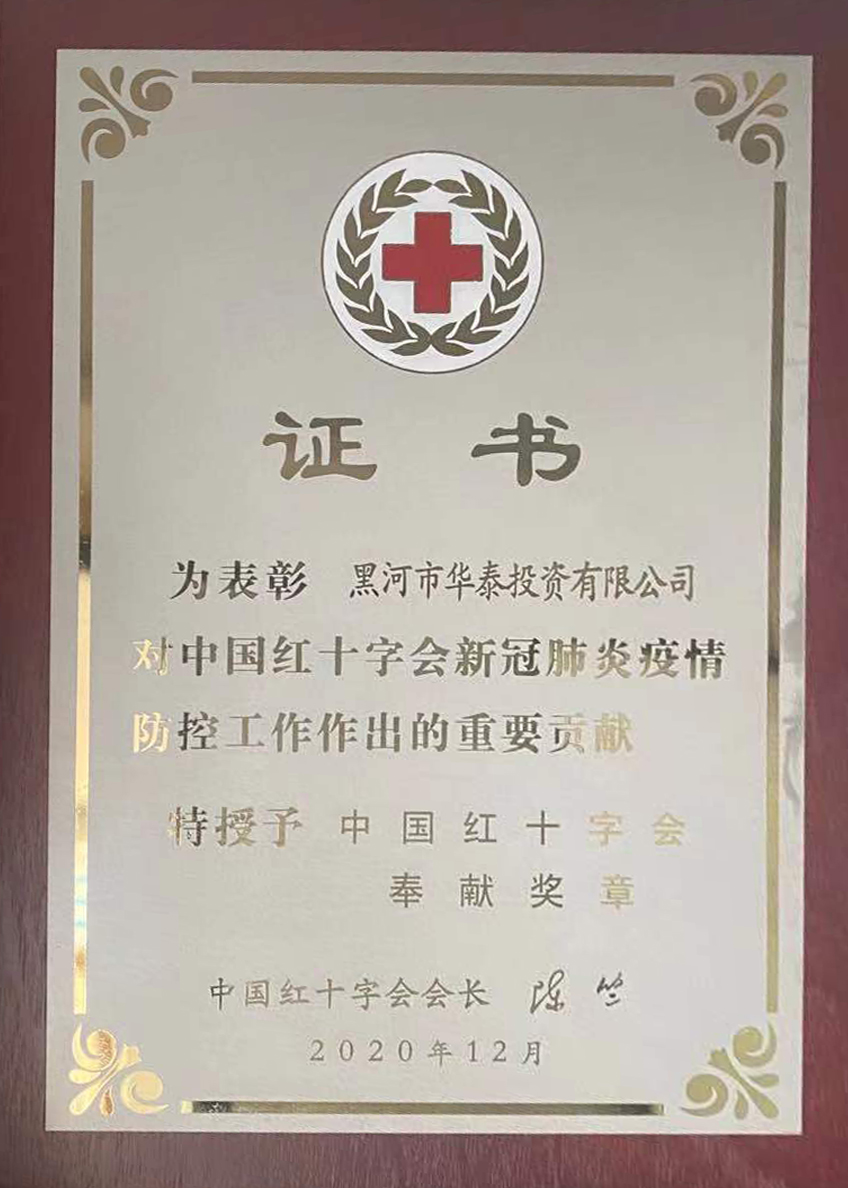 证书
为表彰 黑河市华泰投资有限公司
对中国红十字会新冠肺炎疫情
防控工作作出的重要贡献
特授予 中国红十字会
奉献奖章
中国红十字会会长 陈竺
2020年12月